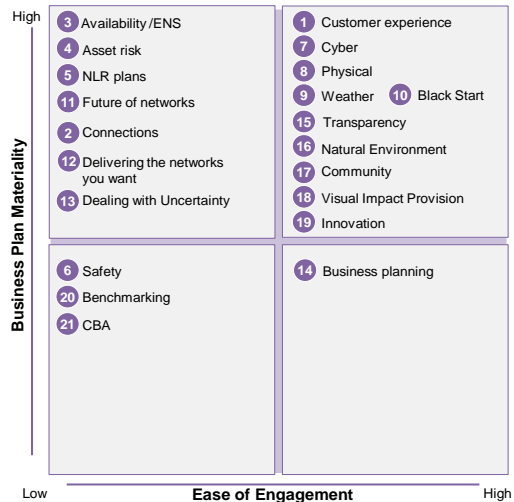 High
Business Plan Materiality
3 Availability/ENS
4 Asset risk
5 NLR plans
11 Future of networks
2 Connections
12 Delivering the networks
you want
13 Dealing with Uncertainty
1 Customer experience
7 Cyber
8 Physical
9 Weather 10 Black Start
15 Transparency
16 Natural Environment
17 Community
18 Visual Impact Provision
19 Innovation
6 Safety
20 Benchmarking
21 CBA
14 Business planning
Low
Ease of Engagement
High